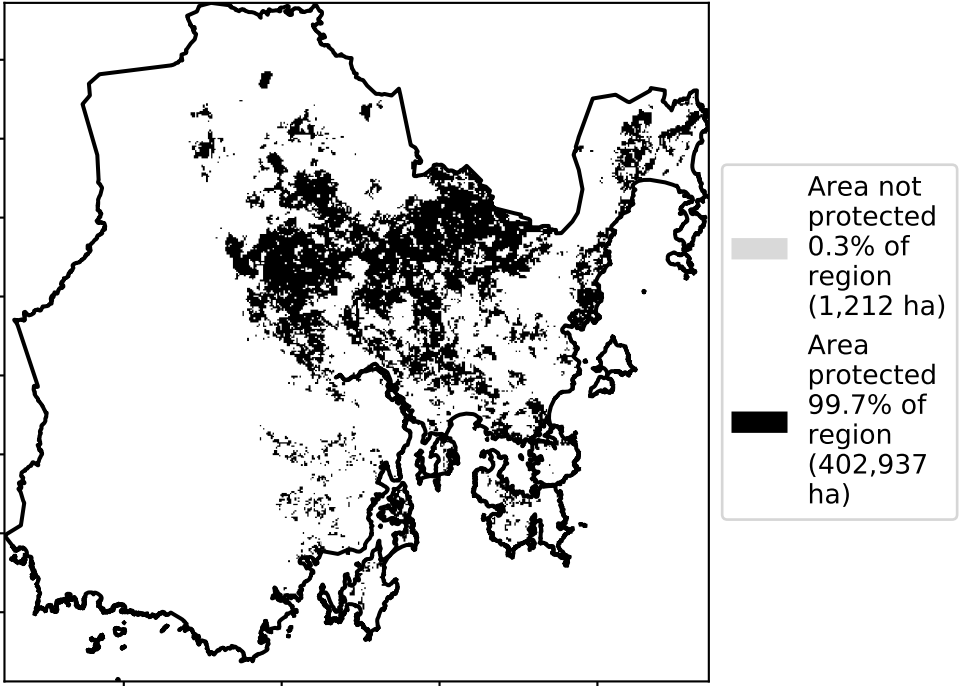 Area not
protected
0.3% of
region
(1,212 ha)
Area
protected
99.7% of
region
(402,937
ha)